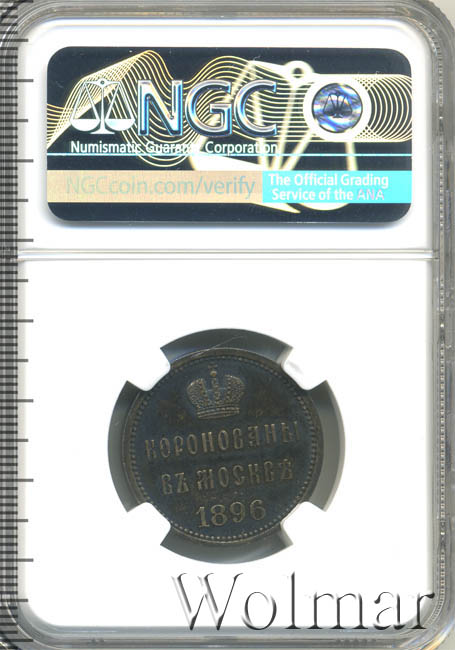 NGC
Numismatic Guaranty Corporation
NGCcoin.com/verify
The Official Grading
Service of the ANA
КОРОНОВАНЫ
ВЪ МОСКВѢ
1896
Wolmar